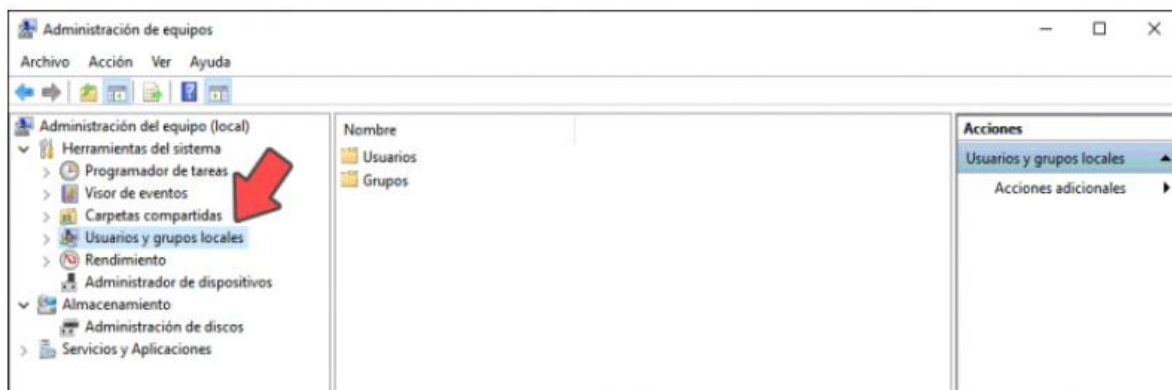 Administración de equipos
Archivo Acción Ver Ayuda
Administración del equipo (local)
Herramientas del sistema
Programador de tareas
Visor de eventos
Carpetas compartidas
Usuarios y grupos locales
Rendimiento
Administrador de dispositivos
Almacenamiento
Administración de discos
Servicios y Aplicaciones
Nombre
Usuarios
Grupos
Acciones
Usuarios y grupos locales
Acciones adicionales